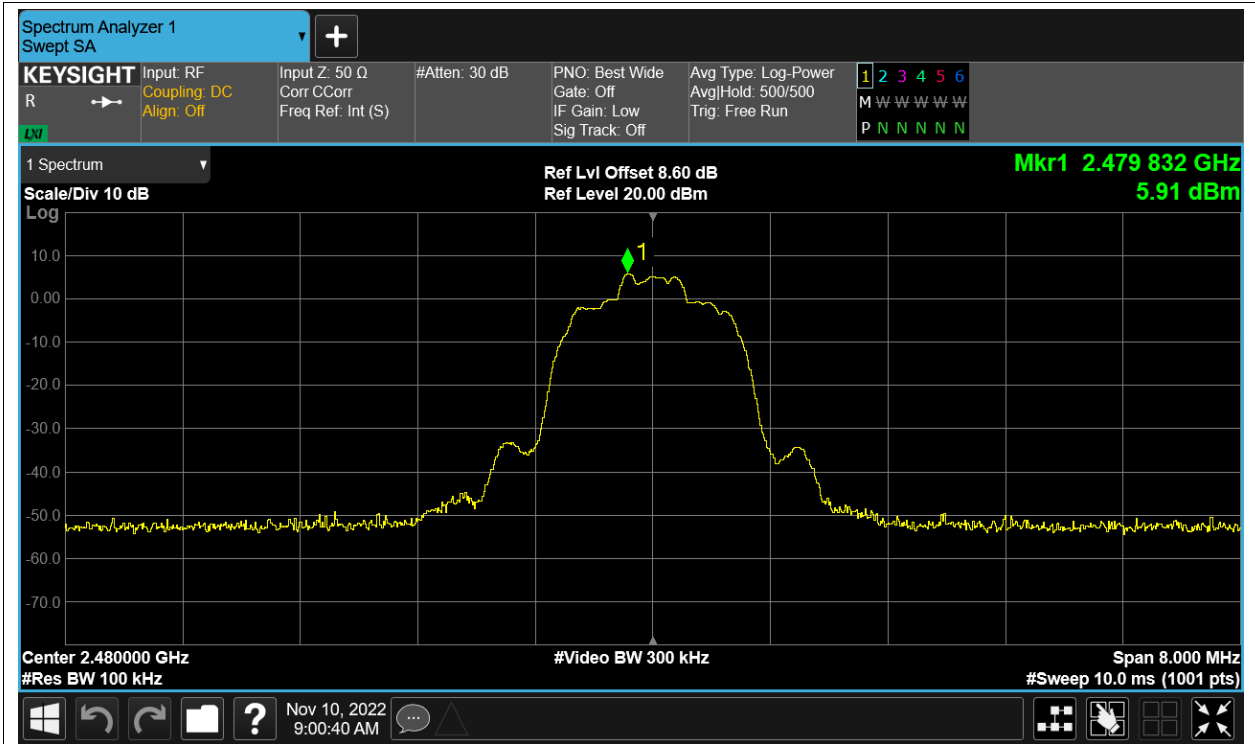 Spectrum Analyzer 1
Swept SA
+
KEYSIGHT
R
LXI
Input: RF
Coupling: DC
Align: Off
Input Z: 50 Ω
Corr CCorr
Freq Ref: Int (S)
#Atten: 30 dB
PNO: Best Wide
Gate: Off
IF Gain: Low
Sig Track: Off
Avg Type: Log-Power
Avg|Hold: 500/500
Trig: Free Run
1 2 3 4 5 6
M W W W W W W
P N N N N N N
1 Spectrum
Scale/Div 10 dB
Log
Ref Lvl Offset 8.60 dB
Ref Level 20.00 dBm
Mkr1 2.479 832 GHz
5.91 dBm
1
10.0
0.00
-10.0
-20.0
-30.0
-40.0
-50.0
-60.0
-70.0
Center 2.480000 GHz
#Res BW 100 kHz
#Video BW 300 kHz
Span 8.000 MHz
#Sweep 10.0 ms (1001 pts)
?
Nov 10, 2022
9:00:40 AM